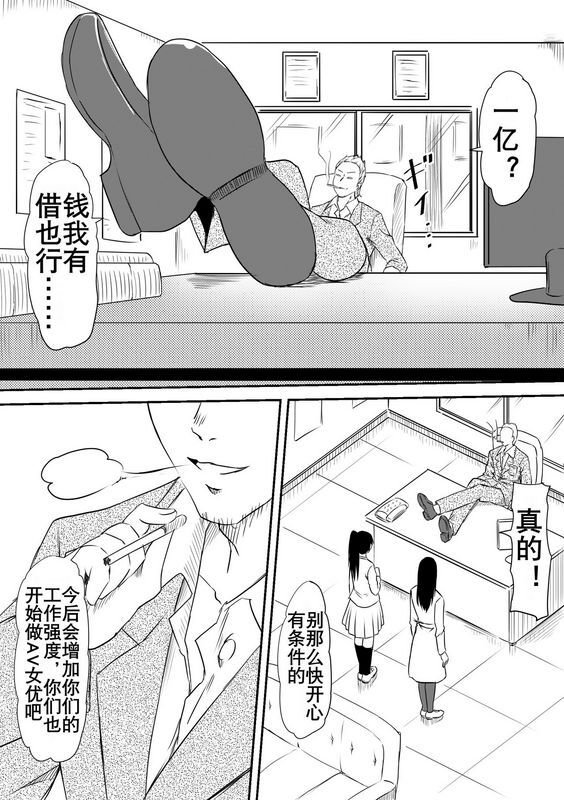 一亿?
ギィ…
钱我有
借也行……
真的!
别那么快开心
有条件的
今后会增加你们的
工作强度，你们也
开始做AV女优吧